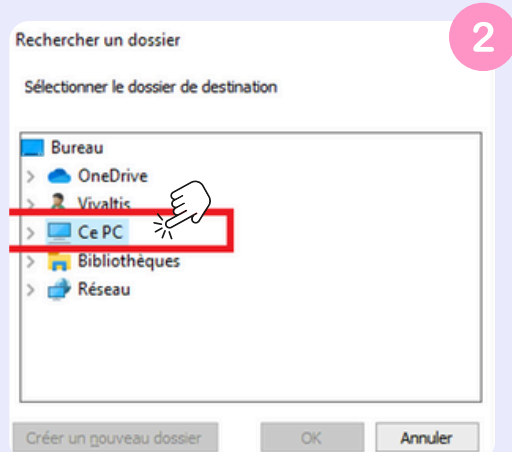 Rechercher un dossier
2
Sélectionner le dossier de destination
Bureau
OneDrive
Vivaltis
Ce PC
Bibliothèques
Réseau
Créer un nouveau dossier
OK
Annuler